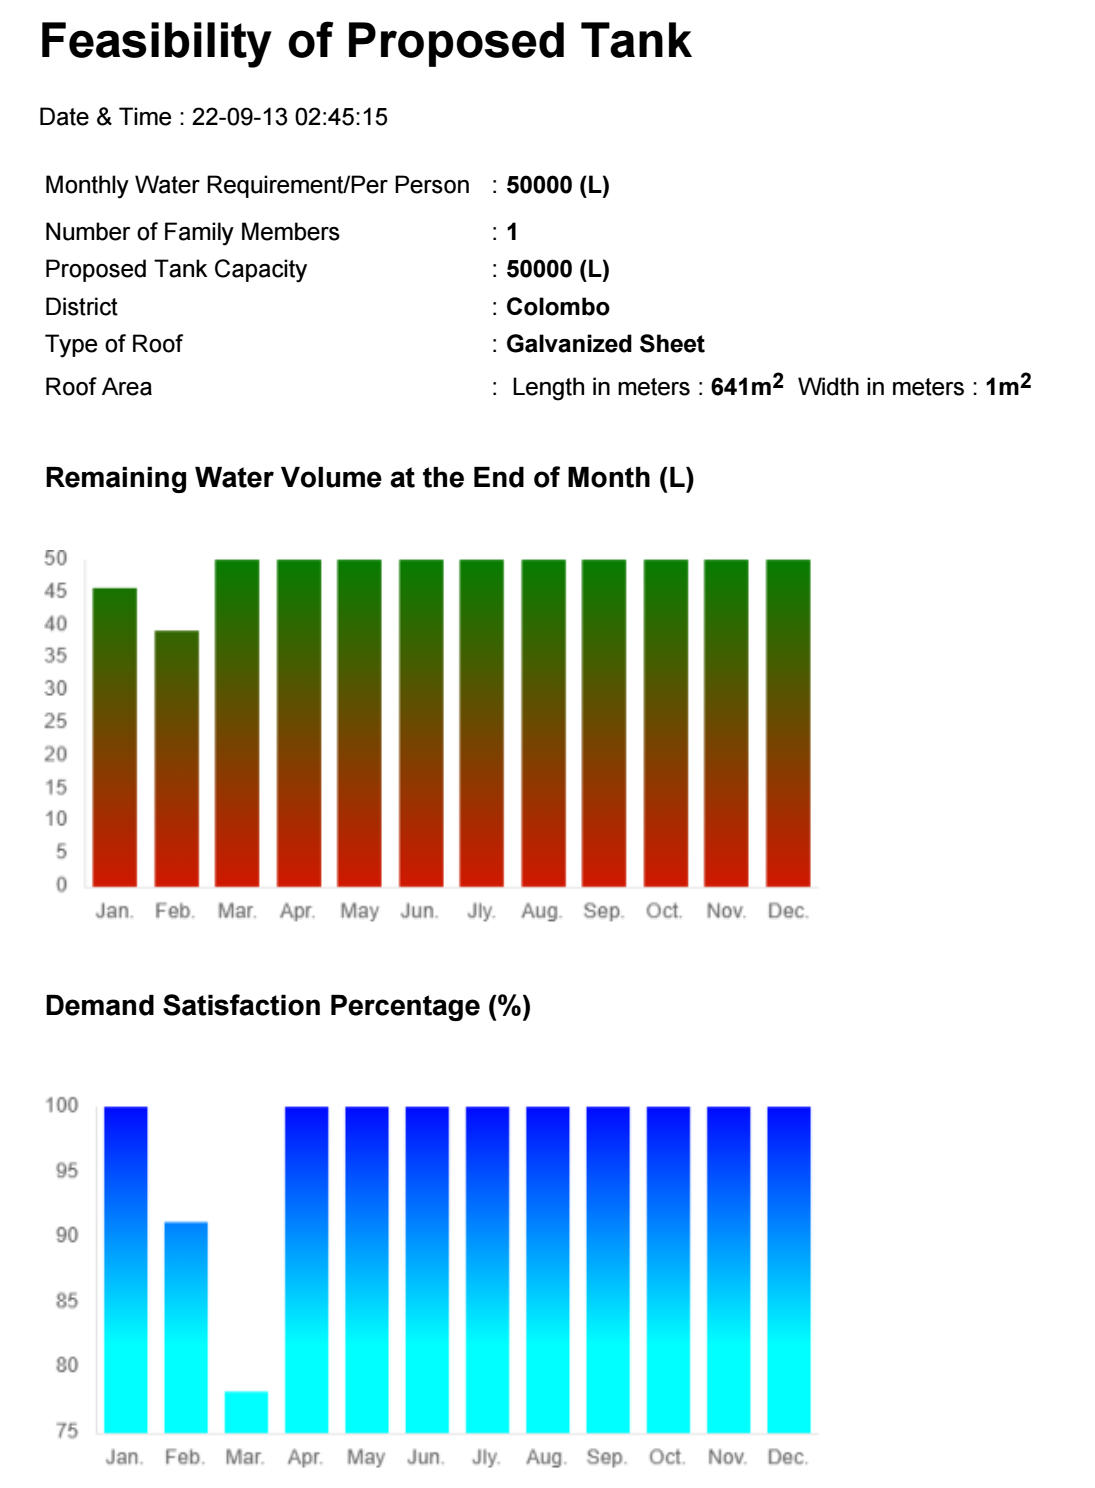 Feasibility of Proposed Tank
Date & Time : 22-09-13 02:45:15
Monthly Water Requirement/Per Person : 50000 (L)
Number of Family Members : 1
Proposed Tank Capacity : 50000 (L)
District : Colombo
Type of Roof : Galvanized Sheet
Roof Area : Length in meters : 641m² Width in meters : 1m²
Remaining Water Volume at the End of Month (L)
50
45
40
35
30
25
20
15
10
5
0
Jan. Feb. Mar. Apr. May Jun. Jly. Aug. Sep. Oct. Nov. Dec.
Demand Satisfaction Percentage (%)
100
95
90
85
80
75
Jan. Feb. Mar. Apr. May Jun. Jly. Aug. Sep. Oct. Nov. Dec.